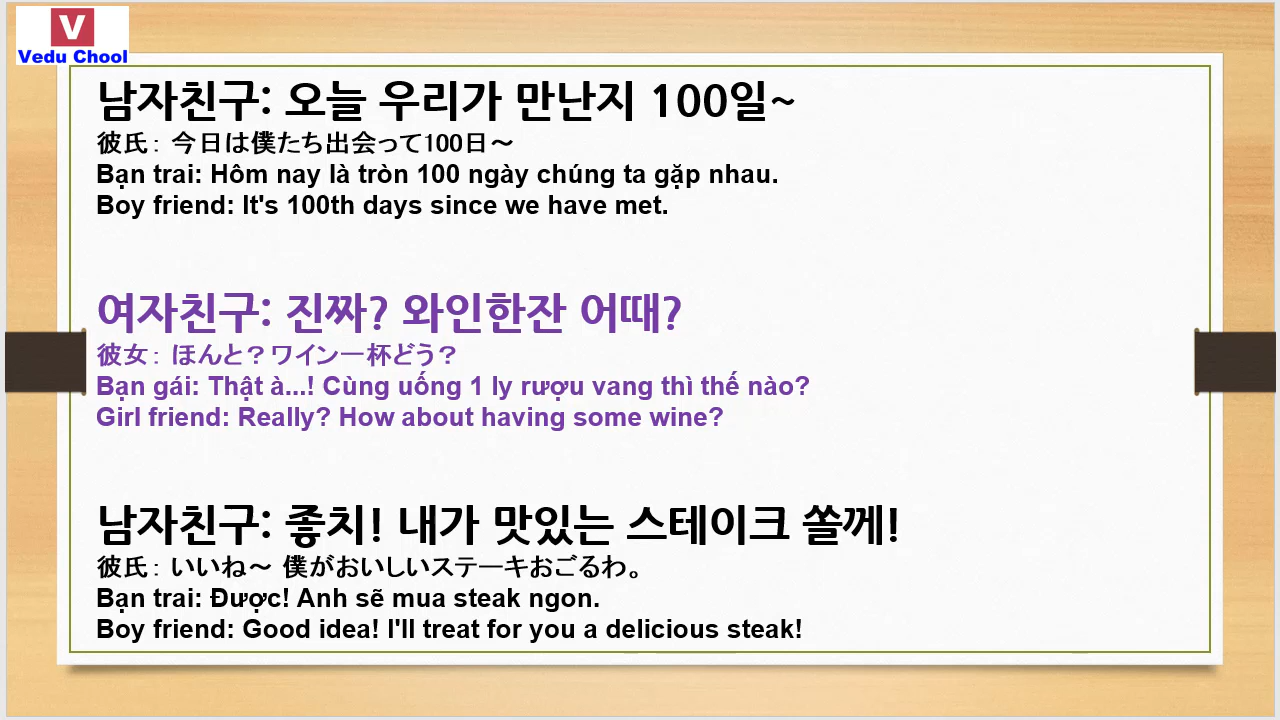 V
Vedu Chool
남자친구: 오늘 우리가 만난지 100일~
彼氏： 今日は僕たち出会って100日～
Bạn trai: Hôm nay là tròn 100 ngày chúng ta gặp nhau.
Boy friend: It's 100th days since we have met.
여자친구: 진짜? 와인한잔 어때?
彼女： ほんと？ワイン一杯どう？
Bạn gái: Thật à...! Cùng uống 1 ly rượu vang thì thế nào?
Girl friend: Really? How about having some wine?
남자친구: 좋치! 내가 맛있는 스테이크 쏠께!
彼氏： いいね～ 僕がおいしいステーキおごるわ。
Bạn trai: Được! Anh sẽ mua steak ngon.
Boy friend: Good idea! I'll treat for you a delicious steak!